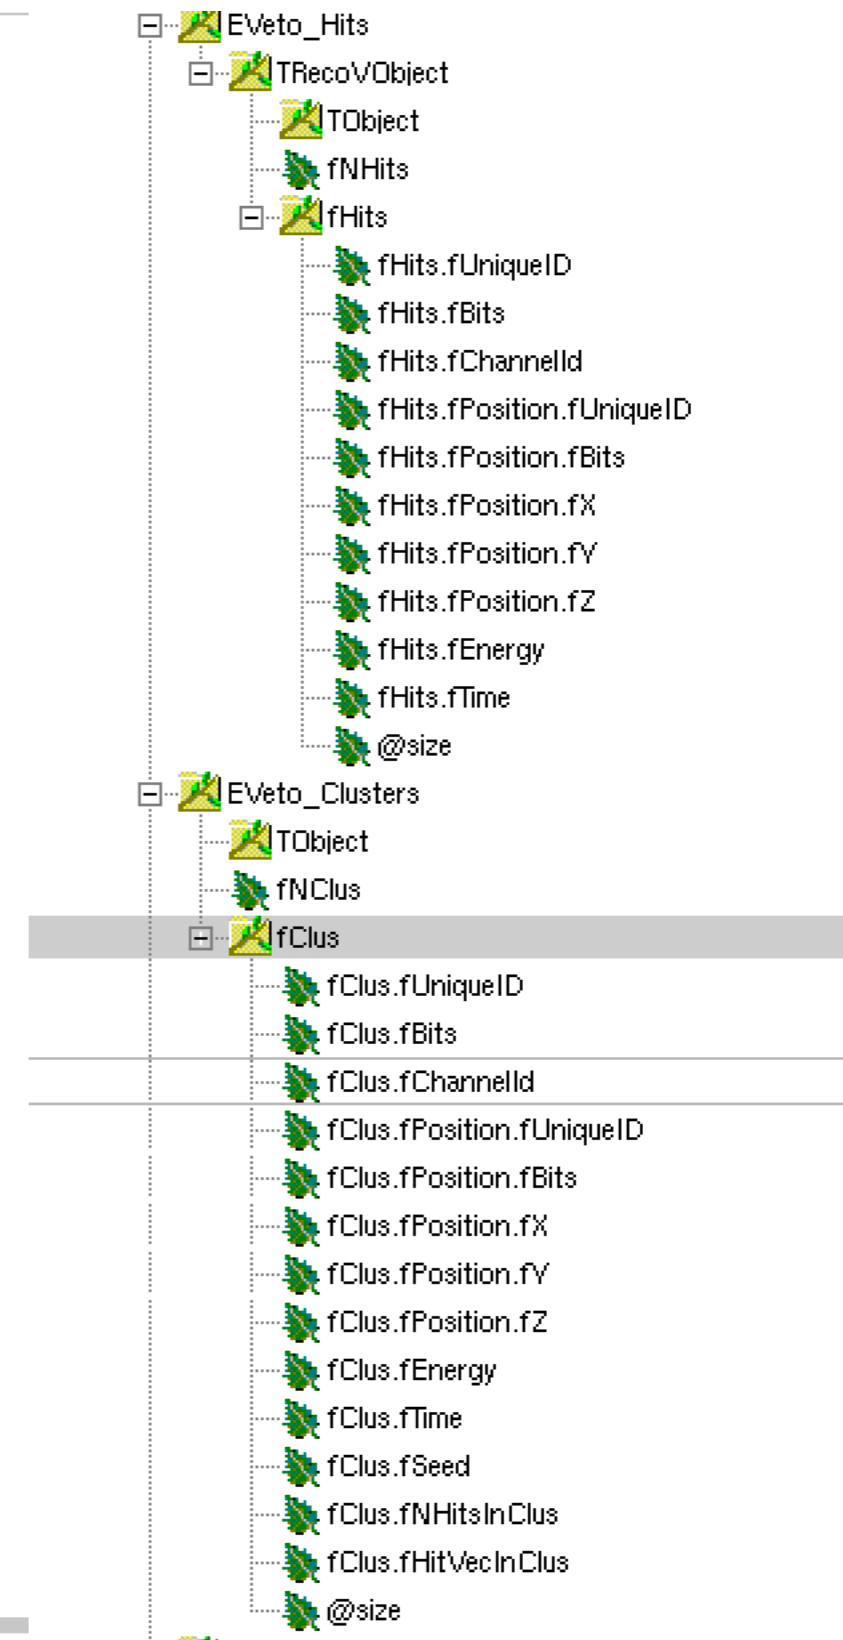 EVeto_Hits
TRecoVObject
TObject
fNHits
fHits
fHits.fUniqueID
fHits.fBits
fHits.fChannelId
fHits.fPosition.fUniqueID
fHits.fPosition.fBits
fHits.fPosition.fX
fHits.fPosition.fY
fHits.fPosition.fZ
fHits.fEnergy
fHits.fTime
@size
EVeto_Clusters
TObject
fNClus
fClus
fClus.fUniqueID
fClus.fBits
fClus.fChannelId
fClus.fPosition.fUniqueID
fClus.fPosition.fBits
fClus.fPosition.fX
fClus.fPosition.fY
fClus.fPosition.fZ
fClus.fEnergy
fClus.fTime
fClus.fSeed
fClus.fNHitsInClus
fClus.fHitVecInClus
@size